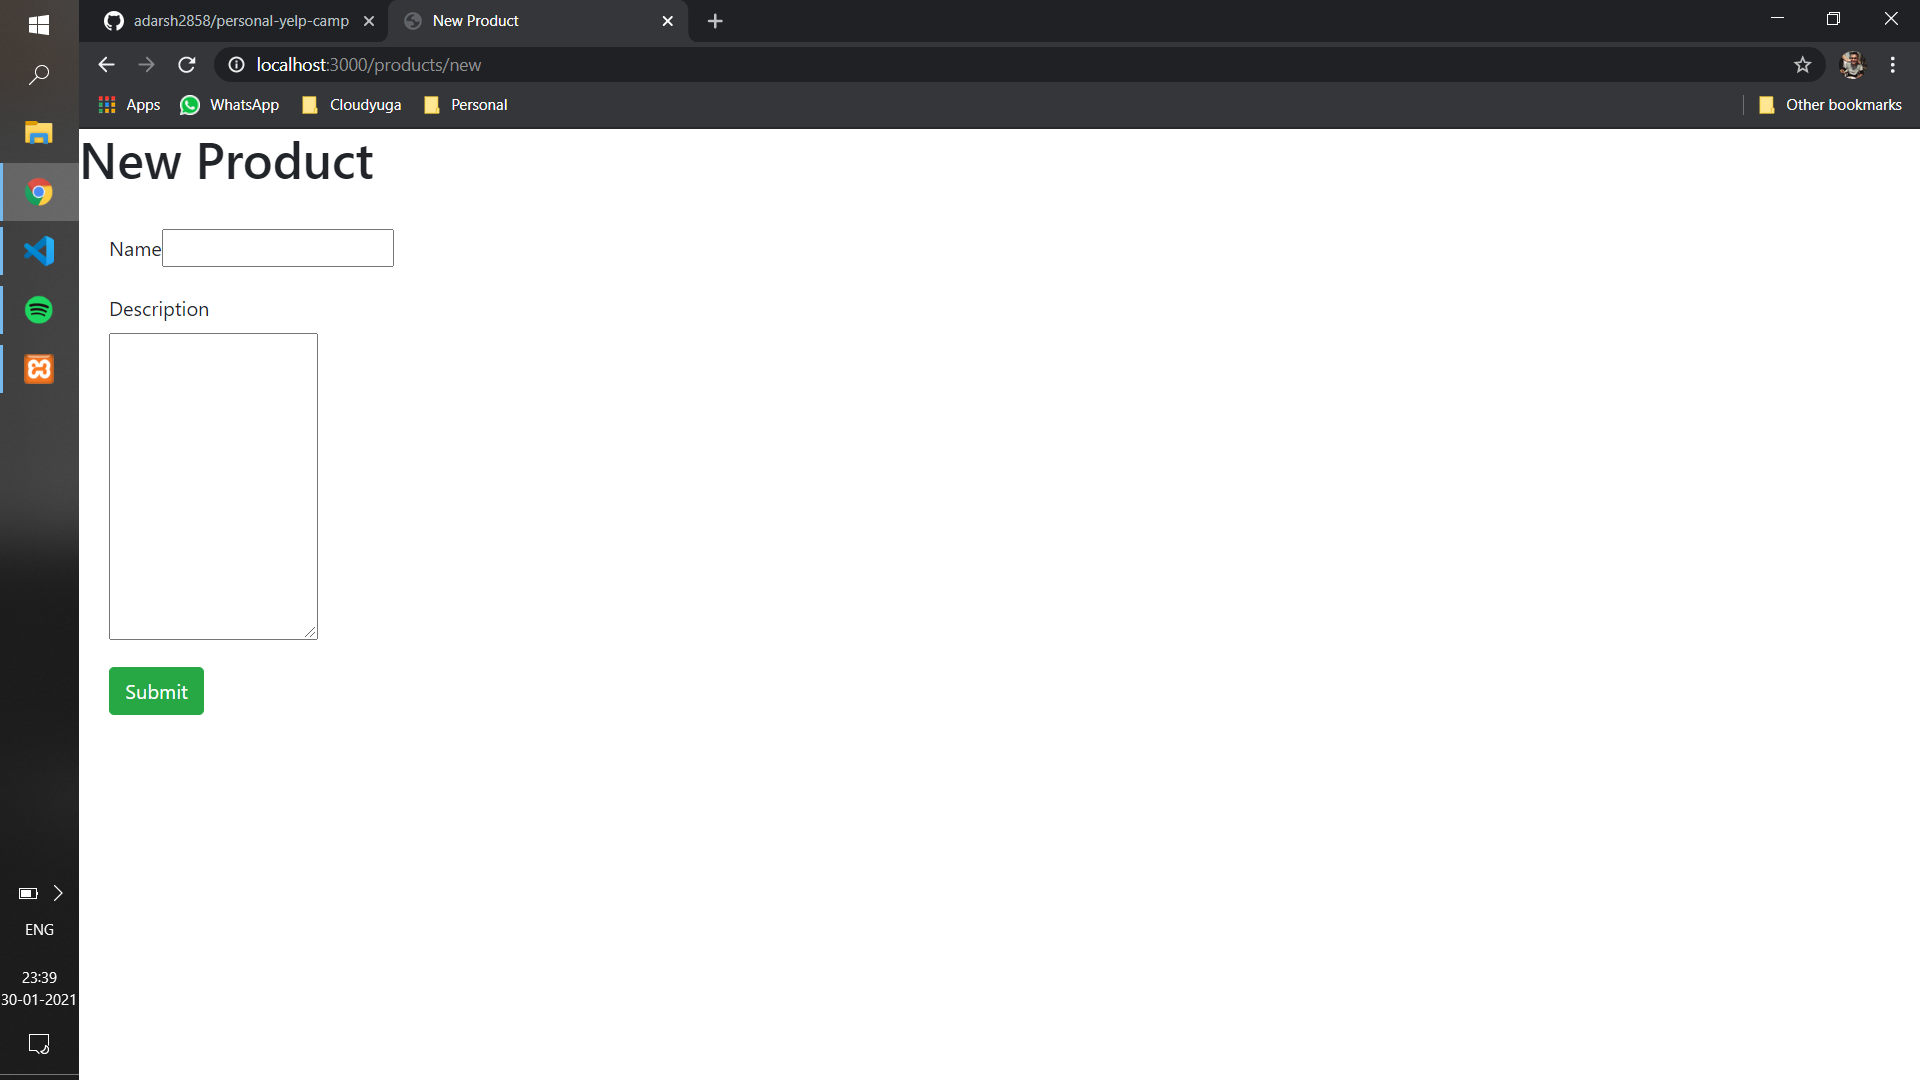 adarsh2858/personal-yelp-camp
New Product
localhost:3000/products/new
Apps WhatsApp Cloudyuga Personal Other bookmarks
New Product
Name
Description
Submit
ENG
23:39
30-01-2021